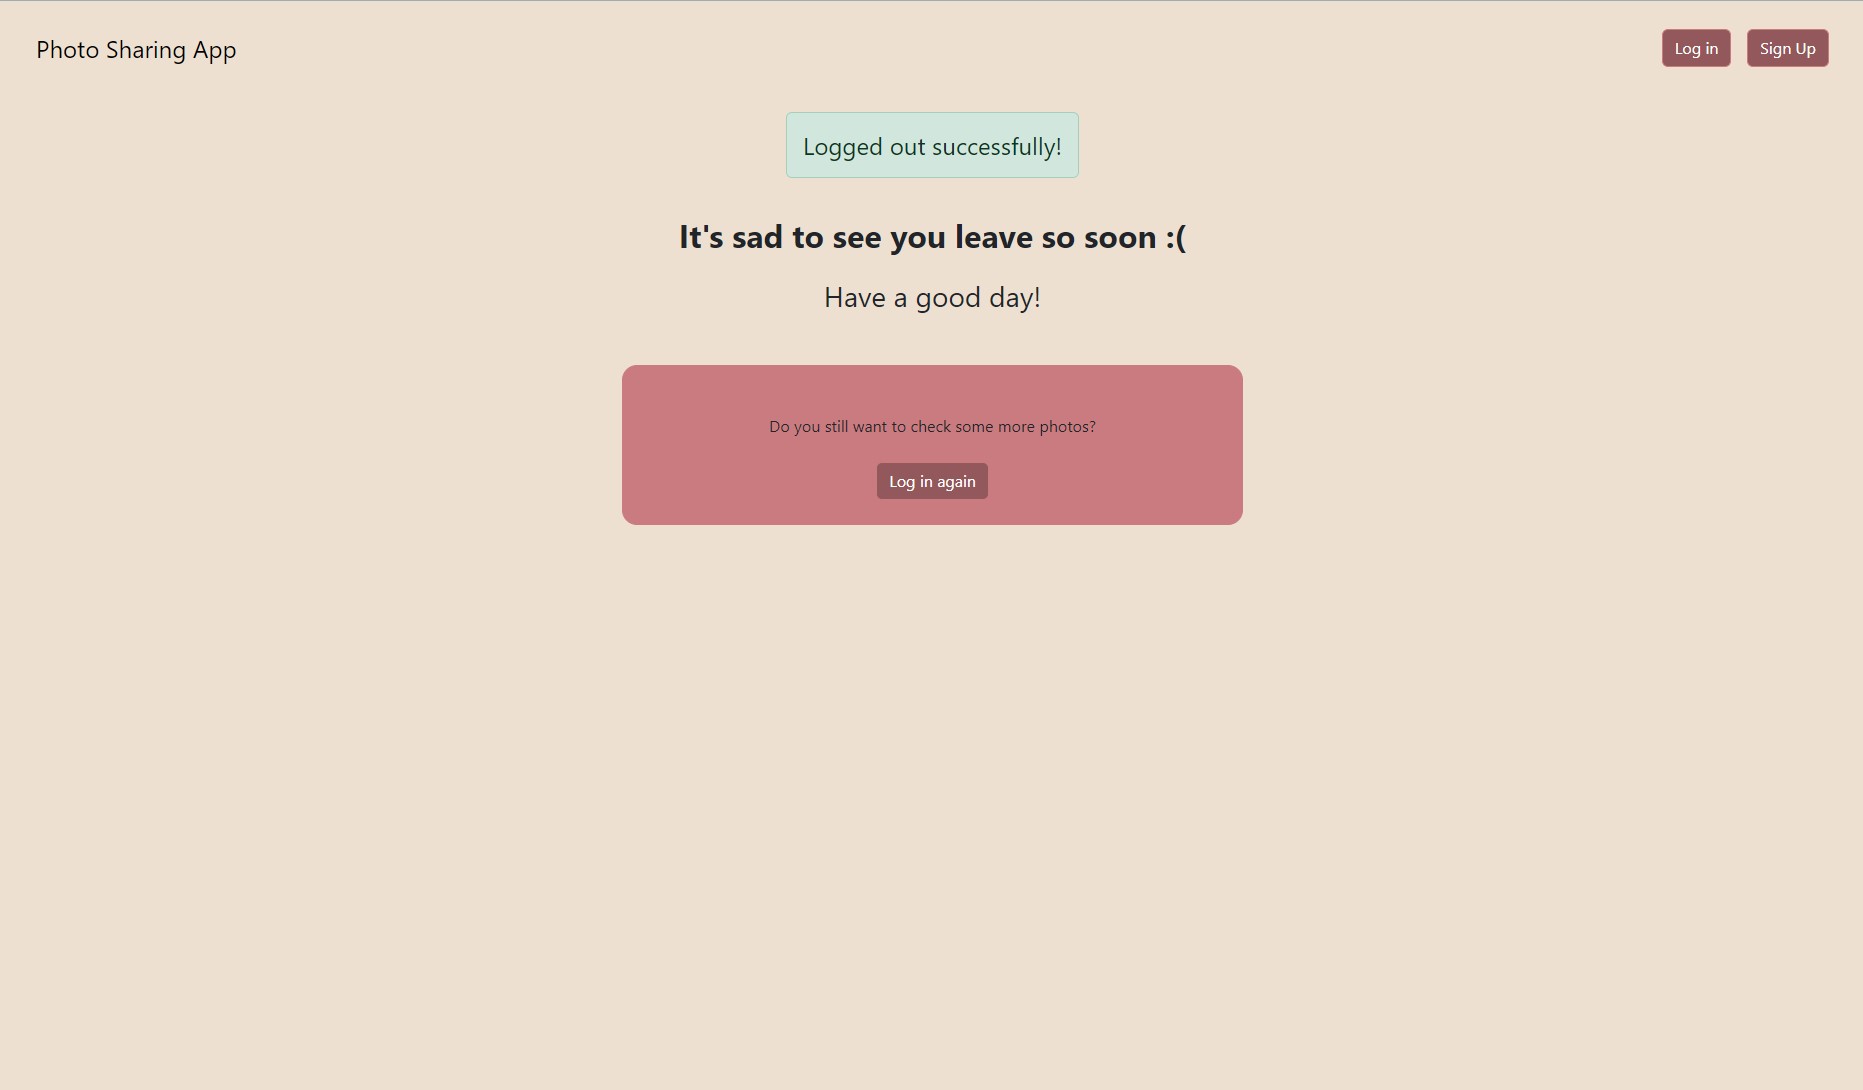 Photo Sharing App
Log in
Sign Up
Logged out successfully!
It's sad to see you leave so soon :(
Have a good day!
Do you still want to check some more photos?
Log in again